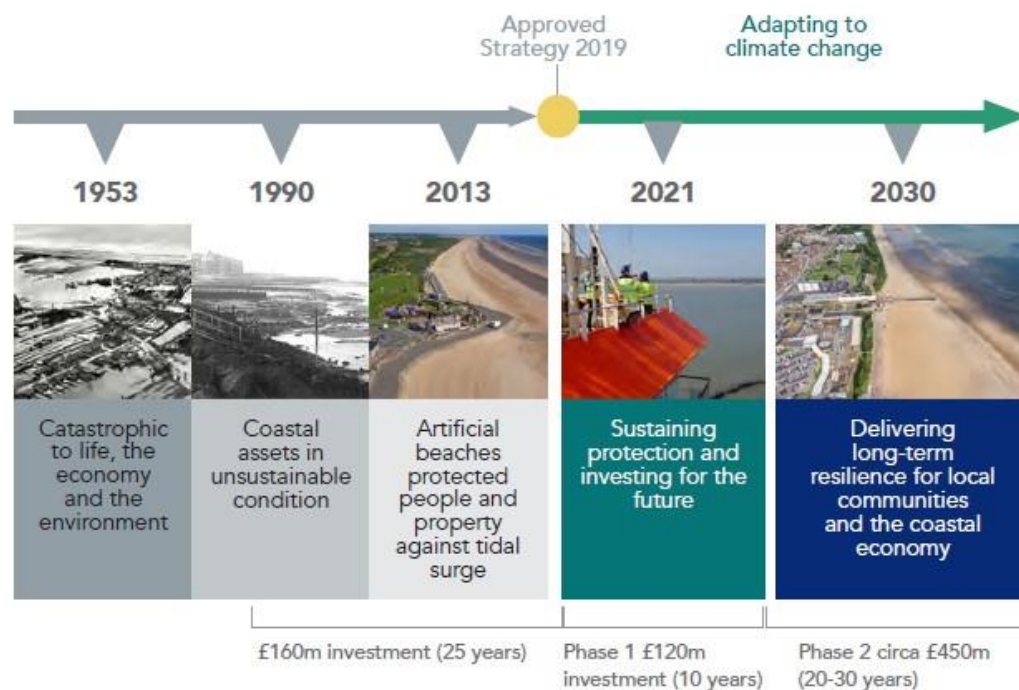 Approved
Strategy 2019
Adapting to
climate change
1953
1990
2013
2021
2030
Catastrophic
to life, the
economy
and the
environment
Coastal
assets in
unsustainable
condition
Artificial
beaches
protected
people and
property
against tidal
surge
Sustaining
protection and
investing for the
future
Delivering
long-term
resilience for local
communities
and the coastal
economy
£160m investment (25 years)
Phase 1 £120m
investment (10 years)
Phase 2 circa £450m
(20-30 years)